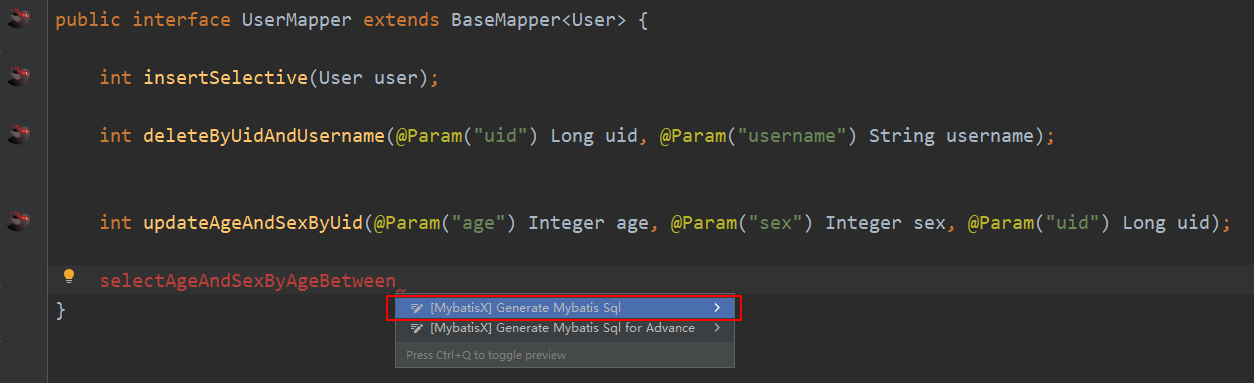 public interface UserMapper extends BaseMapper<User> {
int insertSelective(User user);
int deleteByUidAndUsername(@Param("uid") Long uid, @Param("username") String username);
int updateAgeAndSexByUid(@Param("age") Integer age, @Param("sex") Integer sex, @Param("uid") Long uid);
selectAgeAndSexByAgeBetween
[MybatisX] Generate Mybatis Sql
}
[MybatisX] Generate Mybatis Sql for Advance
Press Ctrl+Q to toggle preview